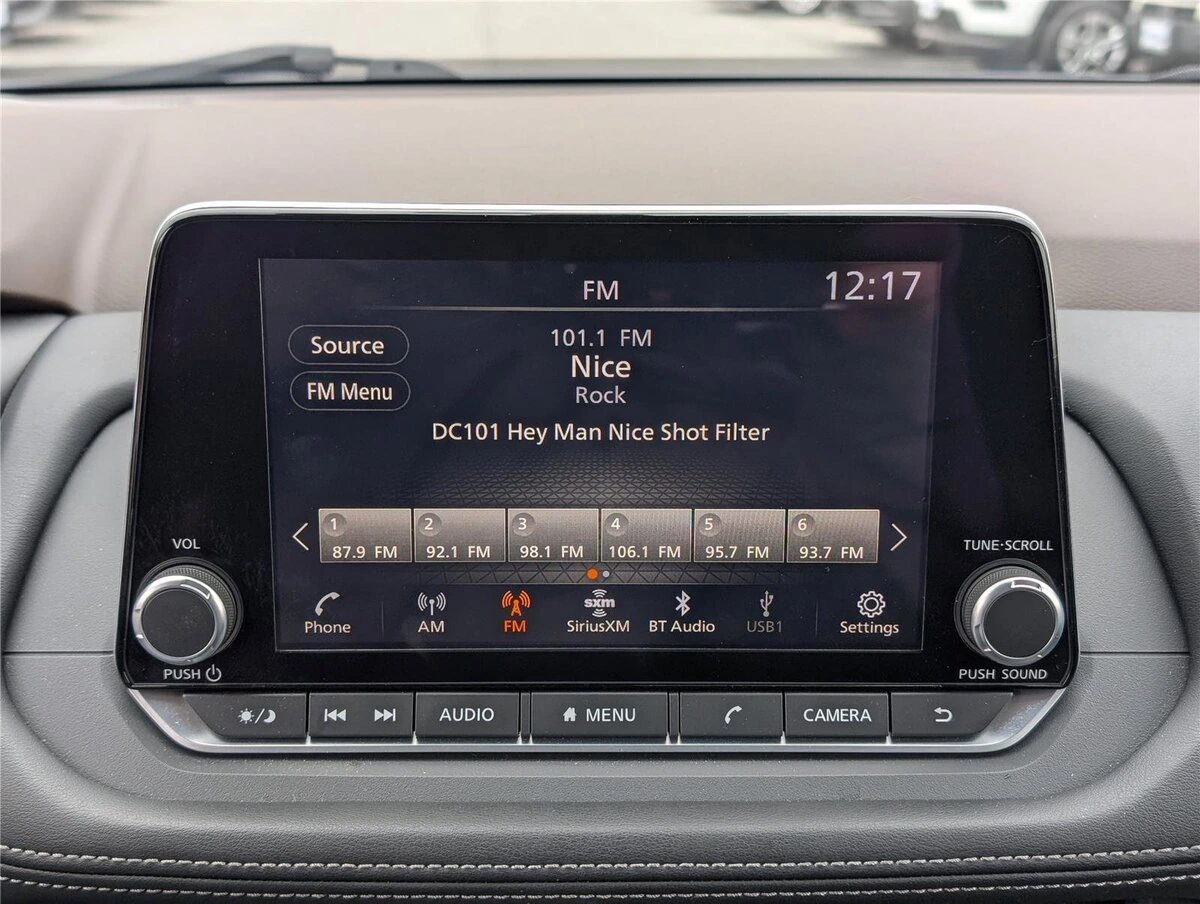 FM
12:17
Source
101.1 FM
Nice
FM Menu
Rock
DC101 Hey Man Nice Shot Filter
1
87.9 FM
2
92.1 FM
3
98.1 FM
4
106.1 FM
5
95.7 FM
6
93.7 FM
VOL
TUNE·SCROLL
Phone
AM
FM
sxm
SiriusXM
BT Audio
USB1
Settings
PUSH
PUSH SOUND
AUDIO
MENU
CAMERA